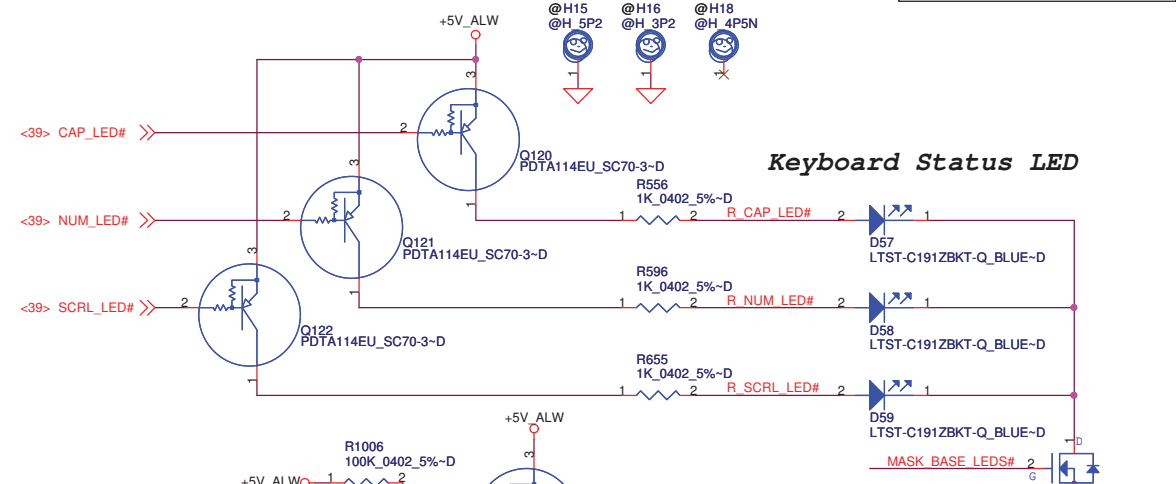 @H15
@H_5P2
1
@H16
@H_3P2
1
@H18
@H_4P5N
1
+5V_ALW
3
<39> CAP_LED#
2
Q120
PDTA114EU_SC70-3~D
1
Keyboard Status LED
R556
1K_0402_5%~D
1 2
R_CAP_LED#
2 1
D57
LTST-C191ZBKT-Q_BLUE~D
3
<39> NUM_LED#
2
Q121
PDTA114EU_SC70-3~D
1
R596
1K_0402_5%~D
1 2
R_NUM_LED#
2 1
D58
LTST-C191ZBKT-Q_BLUE~D
3
<39> SCRL_LED#
2
Q122
PDTA114EU_SC70-3~D
1
R655
1K_0402_5%~D
1 2
R_SCRL_LED#
2 1
D59
LTST-C191ZBKT-Q_BLUE~D
+5V_ALW
3
R1006
100K_0402_5%~D
+5V_ALW
1 2
MASK_BASE_LEDS#
2
G
1
D